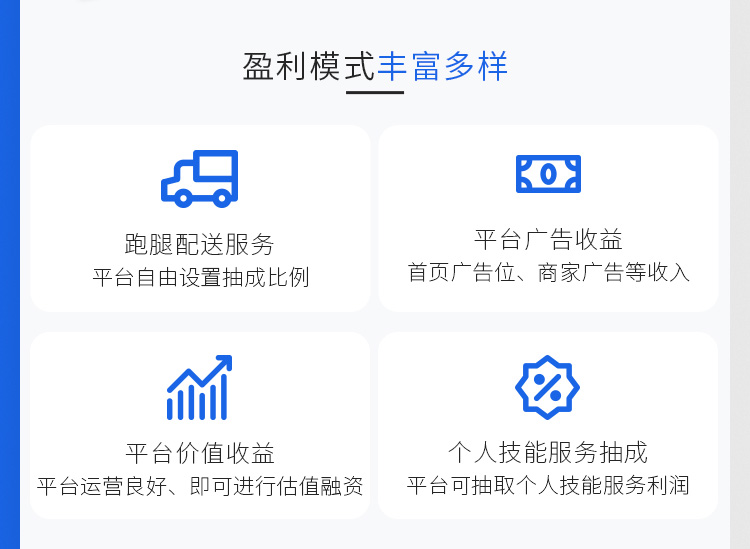 盈利模式丰富多样
跑腿配送服务
平台自由设置抽成比例
平台广告收益
首页广告位、商家广告等收入
平台价值收益
平台运营良好、即可进行估值融资
个人技能服务抽成
平台可抽取个人技能服务利润